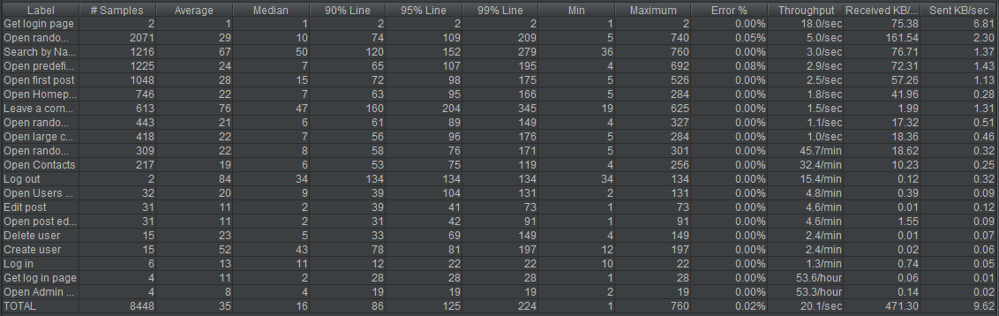 Label # Samples Average Median 90% Line 95% Line 99% Line Min Maximum Error % Throughput Received KB/... Sent KB/sec
Get login page 2 1 1 2 2 2 1 2 0.00% 18.0/sec 75.38 6.81
Open rando... 2071 29 10 74 109 209 5 740 0.05% 5.0/sec 161.54 2.30
Search by Na... 1216 67 50 120 152 279 36 760 0.00% 3.0/sec 76.71 1.37
Open predefi... 1225 24 7 65 107 195 4 692 0.08% 2.9/sec 72.31 1.43
Open first post 1048 28 15 72 98 175 5 526 0.00% 2.5/sec 57.26 1.13
Open Homep... 746 22 7 63 95 166 5 284 0.00% 1.8/sec 41.96 0.28
Leave a com... 613 76 47 160 204 345 19 625 0.00% 1.5/sec 1.99 1.31
Open rando... 443 21 6 61 89 149 4 327 0.00% 1.1/sec 17.32 0.51
Open large c... 418 22 7 56 96 176 5 284 0.00% 1.0/sec 18.36 0.46
Open rando... 309 22 8 58 76 171 5 301 0.00% 45.7/min 18.62 0.32
Open Contacts 217 19 6 53 75 119 4 256 0.00% 32.4/min 10.23 0.25
Log out 2 84 34 134 134 134 34 134 0.00% 15.4/min 0.12 0.32
Open Users ... 32 20 9 39 104 131 2 131 0.00% 4.8/min 0.39 0.09
Edit post 31 11 2 39 41 73 1 73 0.00% 4.6/min 0.01 0.12
Open post ed... 31 11 2 31 42 91 1 91 0.00% 4.6/min 1.55 0.09
Delete user 15 23 5 33 69 149 4 149 0.00% 2.4/min 0.01 0.07
Create user 15 52 43 78 81 197 12 197 0.00% 2.4/min 0.02 0.06
Log in 6 13 11 12 22 22 10 22 0.00% 1.3/min 0.74 0.05
Get log in page 4 11 2 28 28 28 1 28 0.00% 53.6/hour 0.06 0.01
Open Admin ... 4 8 4 19 19 19 2 19 0.00% 53.3/hour 0.14 0.02
TOTAL 8448 35 16 86 125 224 1 760 0.02% 20.1/sec 471.30 9.62